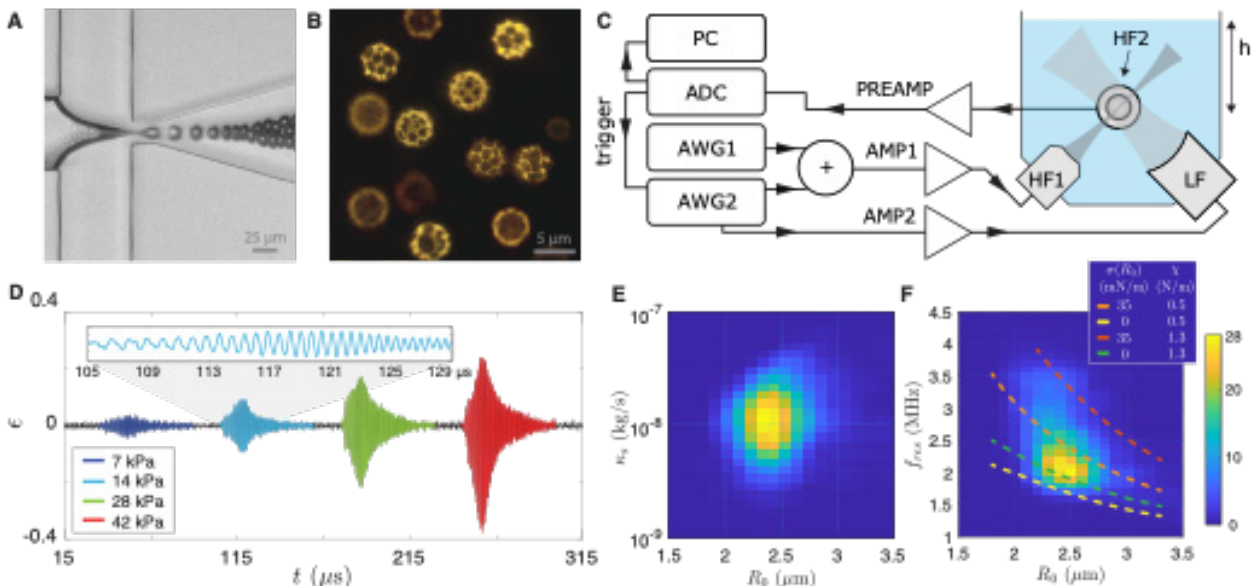 A
25 μm
B
5 μm
C
PC
ADC
AWG1
AWG2
trigger
PREAMP
AMP1
AMP2
HF2
HF1
LF
h
+
D
0.4
0
-0.4
ϵ
105 109 113 115 117 121 123 125 129 μs
7 kPa
14 kPa
28 kPa
42 kPa
15 115 215 315
t (μs)
E
10-7
10-8
10-9
κs (kg/s)
1.5 2 2.5 3 3.5
R0 (μm)
F
σ(R0) χ
(mN/m) (N/m)
35 0.5
0 0.5
35 1.3
0 1.3
4.5
4
3.5
3
2.5
2
1.5
1
fres (MHz)
1.5 2 2.5 3 3.5
R0 (μm)
28
20
10
0